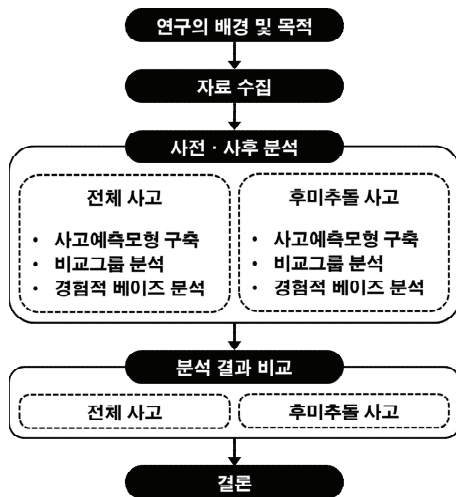 연구의 배경 및 목적
자료 수집
사전 · 사후 분석
전체 사고
• 사고예측모형 구축
• 비교그룹 분석
• 경험적 베이즈 분석
후미추돌 사고
• 사고예측모형 구축
• 비교그룹 분석
• 경험적 베이즈 분석
분석 결과 비교
전체 사고
후미추돌 사고
결론